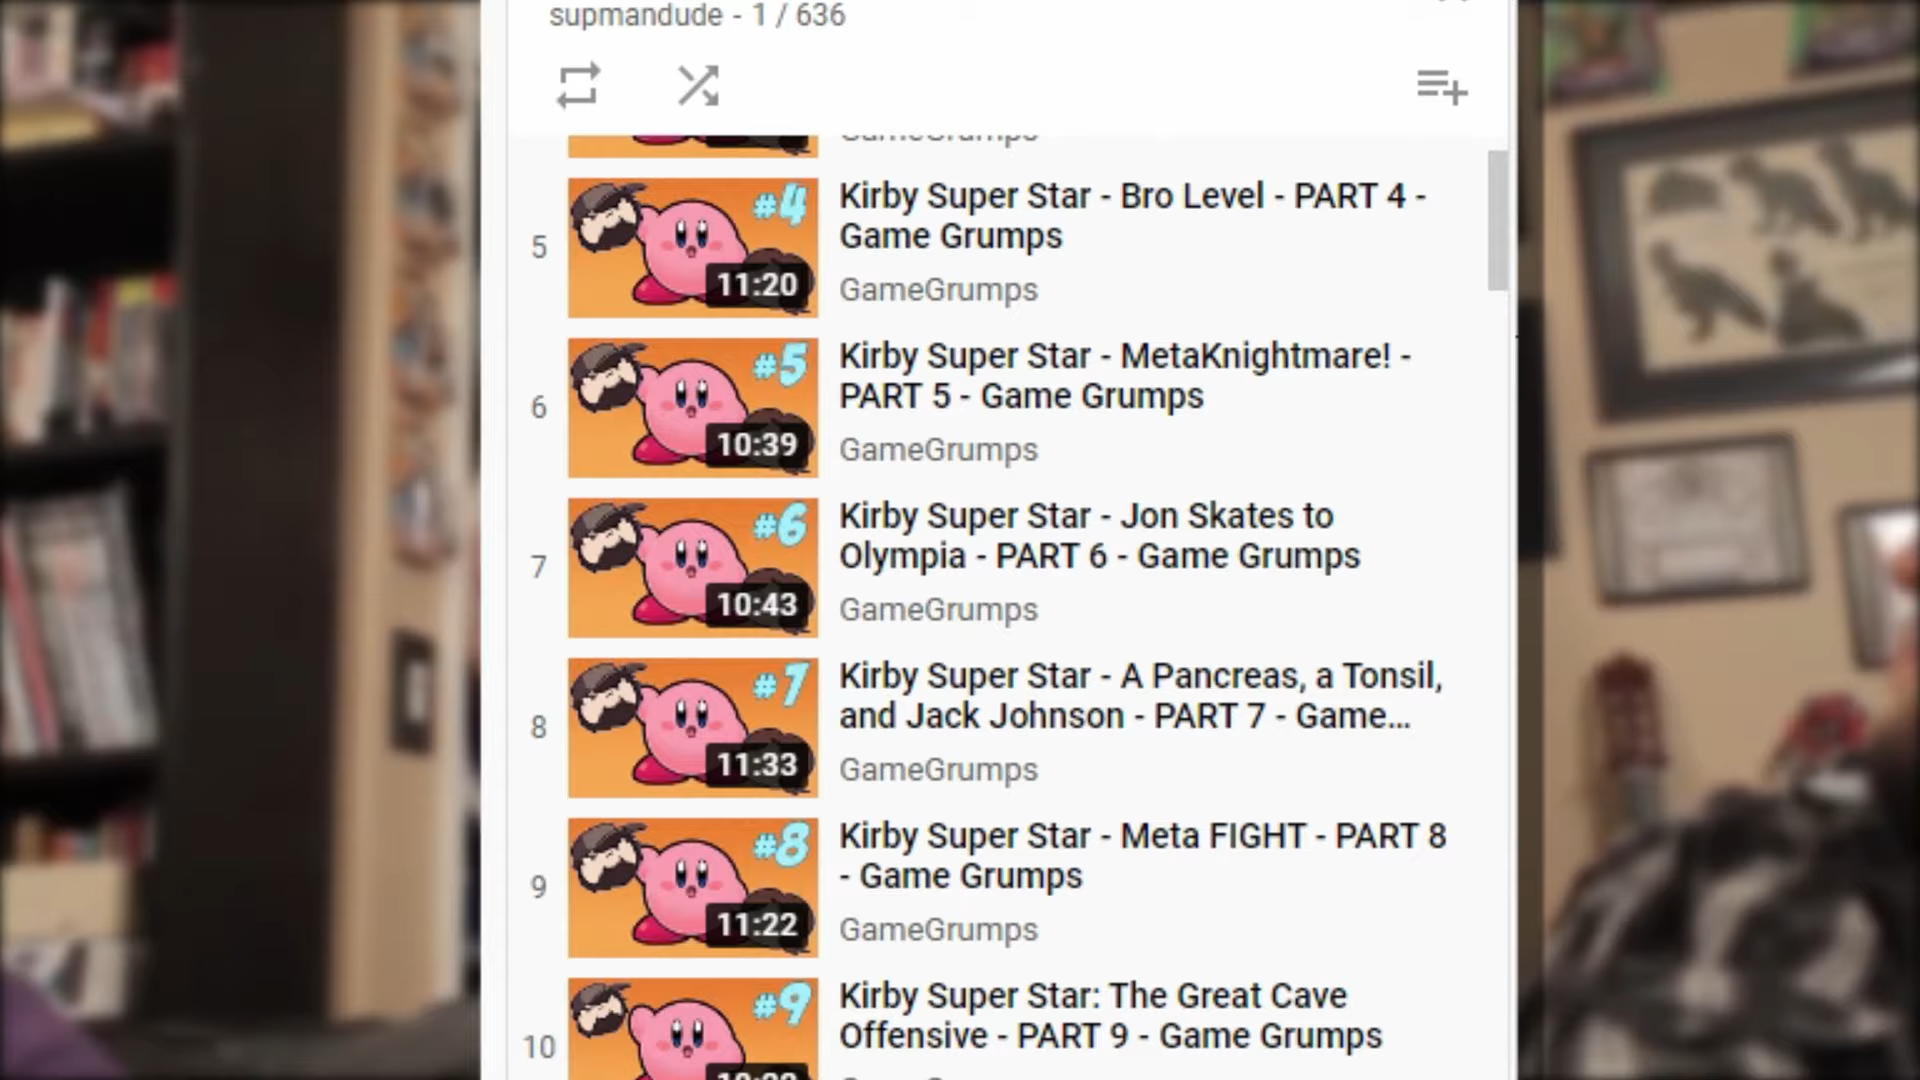 supmandude - 1 / 636
GameGrumps
5
#4
11:20
Kirby Super Star - Bro Level - PART 4 -
Game Grumps
GameGrumps
6
#5
10:39
Kirby Super Star - MetaKnightmare! -
PART 5 - Game Grumps
GameGrumps
7
#6
10:43
Kirby Super Star - Jon Skates to
Olympia - PART 6 - Game Grumps
GameGrumps
8
#7
11:33
Kirby Super Star - A Pancreas, a Tonsil,
and Jack Johnson - PART 7 - Game...
GameGrumps
9
#8
11:22
Kirby Super Star - Meta FIGHT - PART 8
- Game Grumps
GameGrumps
10
#9
Kirby Super Star: The Great Cave
Offensive - PART 9 - Game Grumps